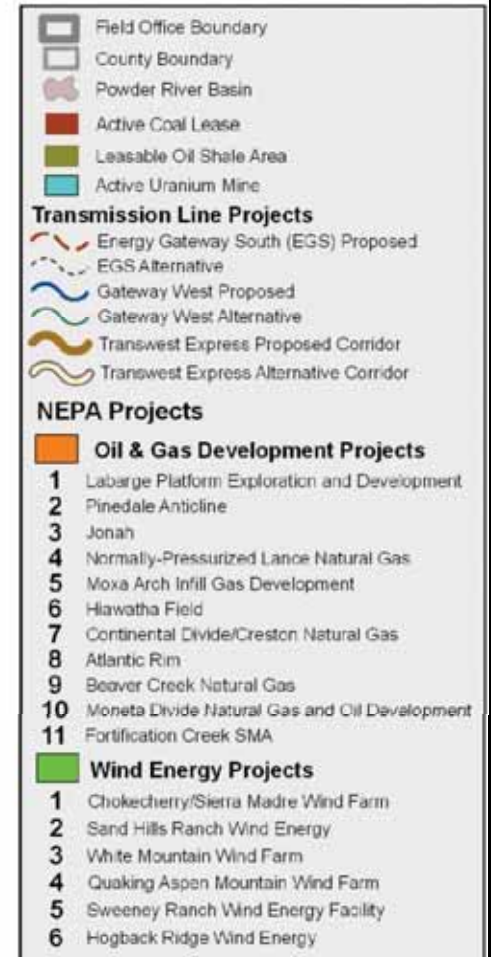 Field Office Boundary
County Boundary
Powder River Basin
Active Coal Lease
Leasable Oil Shale Area
Active Uranium Mine
Transmission Line Projects
Energy Gateway South (EGS) Proposed
EGS Alternative
Gateway West Proposed
Gateway West Alternative
Transwest Express Proposed Corridor
Transwest Express Alternative Corridor
NEPA Projects
Oil & Gas Development Projects
1 Labarge Platform Exploration and Development
2 Pinedale Anticline
3 Jonah
4 Normally-Pressurized Lance Natural Gas
5 Moxa Arch Infill Gas Development
6 Hiawatha Field
7 Continental Divide/Creston Natural Gas
8 Atlantic Rim
9 Beaver Creek Natural Gas
10 Moneta Divide Natural Gas and Oil Development
11 Fortification Creek SMA
Wind Energy Projects
1 Chokecherry/Sierra Madre Wind Farm
2 Sand Hills Ranch Wind Energy
3 White Mountain Wind Farm
4 Quaking Aspen Mountain Wind Farm
5 Sweeney Ranch Wind Energy Facility
6 Hogback Ridge Wind Energy